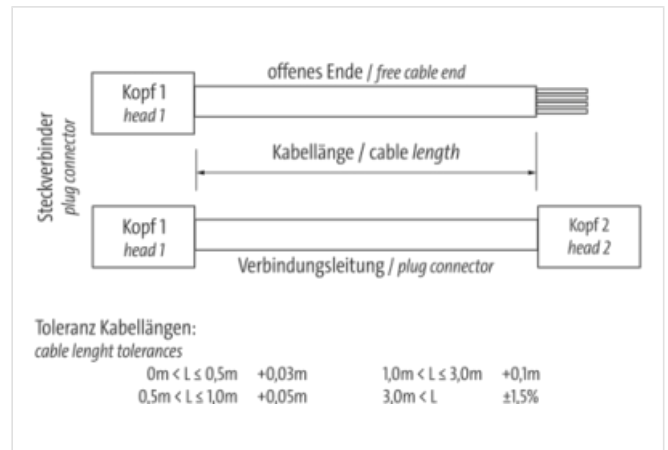 offenes Ende / free cable end
Kopf 1
head 1
Kabellänge / cable length
Steckverbinder
plug connector
Kopf 1
head 1
Kopf 2
head 2
Verbindungsleitung / plug connector
Toleranz Kabellängen:
cable lenght tolerances
0m < L ≤ 0,5m +0,03m 1,0m < L ≤ 3,0m +0,1m
0,5m < L ≤ 1,0m +0,05m 3,0m < L ±1,5%